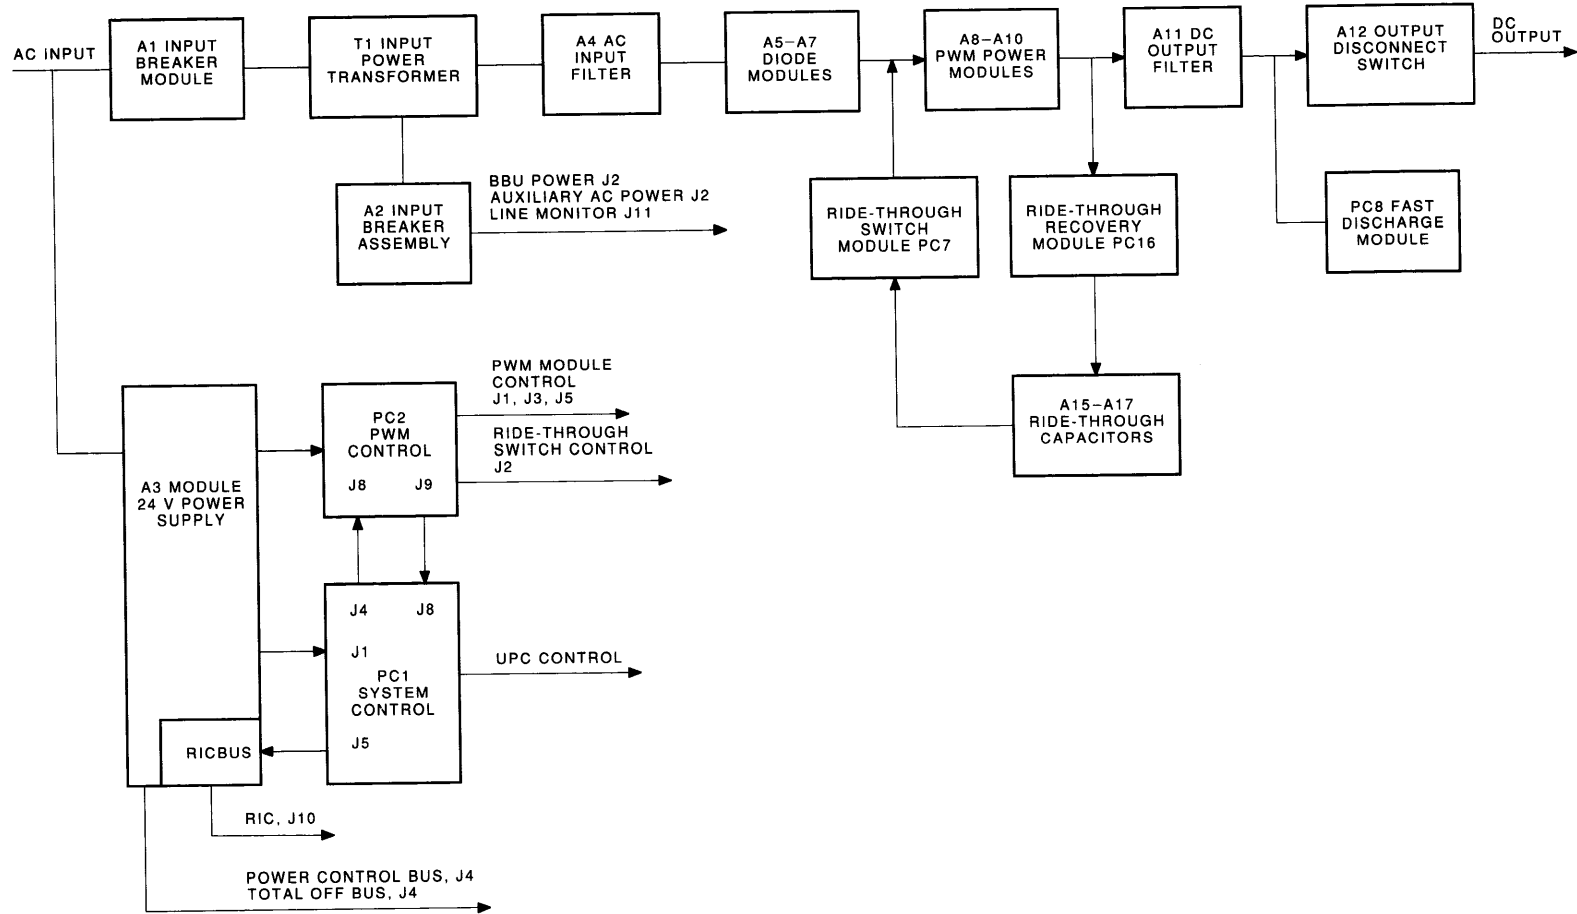 AC INPUT
A1 INPUT
BREAKER
MODULE
T1 INPUT
POWER
TRANSFORMER
A4 AC
INPUT
FILTER
A5-A7
DIODE
MODULES
A8-A10
PWM POWER
MODULES
A11 DC
OUTPUT
FILTER
A12 OUTPUT
DISCONNECT
SWITCH
DC
OUTPUT
A2 INPUT
BREAKER
ASSEMBLY
BBU POWER J2
AUXILIARY AC POWER J2
LINE MONITOR J11
RIDE-THROUGH
SWITCH
MODULE PC7
RIDE-THROUGH
RECOVERY
MODULE PC16
PC8 FAST
DISCHARGE
MODULE
A15-A17
RIDE-THROUGH
CAPACITORS
A3 MODULE
24 V POWER
SUPPLY
PC2
PWM
CONTROL
J8 J9
PWM MODULE
CONTROL
J1, J3, J5
RIDE-THROUGH
SWITCH CONTROL
J2
J4 J8
J1
PC1
SYSTEM
CONTROL
J5
UPC CONTROL
RICBUS
RIC, J10
POWER CONTROL BUS, J4
TOTAL OFF BUS, J4